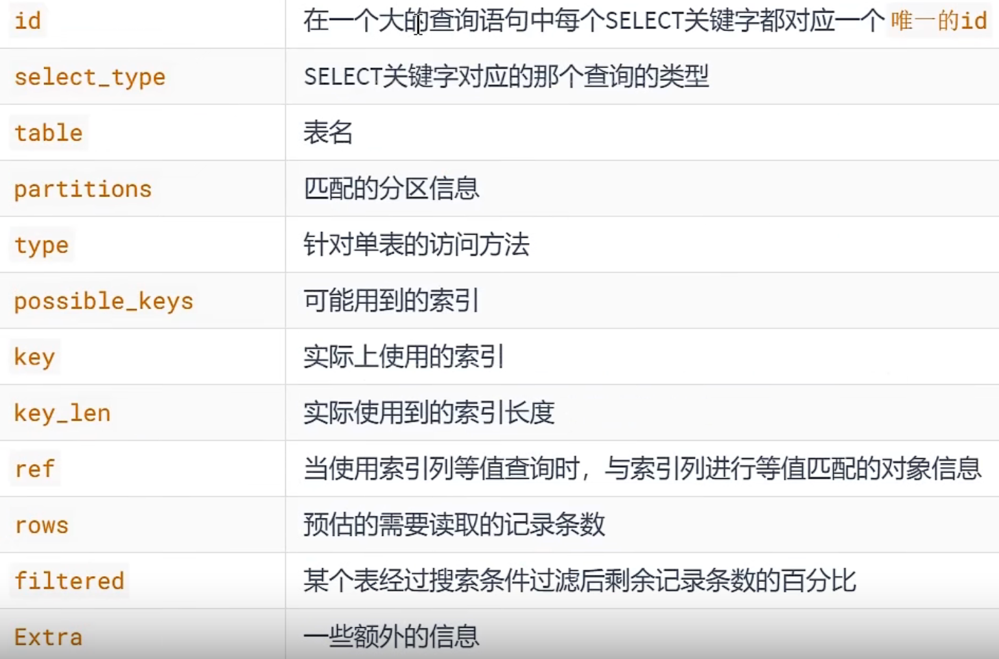 id 在一个大的查询语句中每个SELECT关键字都对应一个 唯一的id
select_type SELECT关键字对应的那个查询的类型
table 表名
partitions 匹配的分区信息
type 针对单表的访问方法
possible_keys 可能用到的索引
key 实际上使用的索引
key_len 实际使用到的索引长度
ref 当使用索引列等值查询时，与索引列进行等值匹配的对象信息
rows 预估的需要读取的记录条数
filtered 某个表经过搜索条件过滤后剩余记录条数的百分比
Extra 一些额外的信息